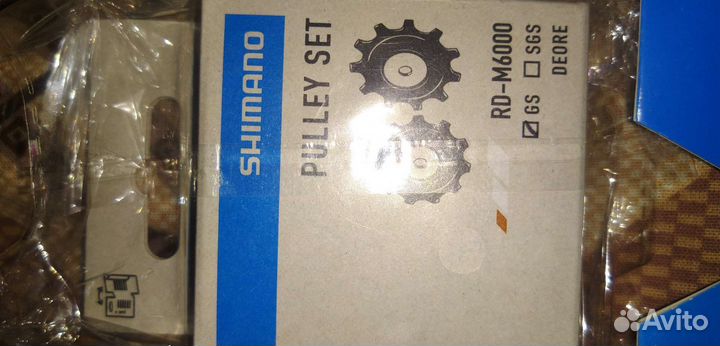 SHIMANO
PULLEY SET
RD-M6000
GS SGS
DEORE
Avito